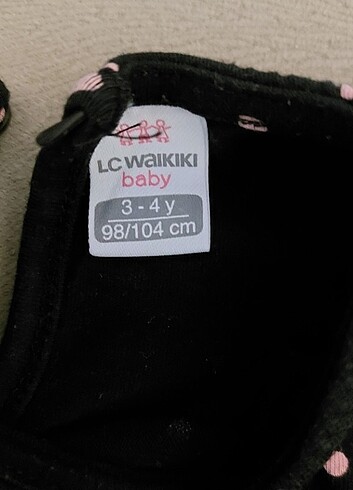 LC WAIKIKI
baby
3 - 4 y
98/104 cm